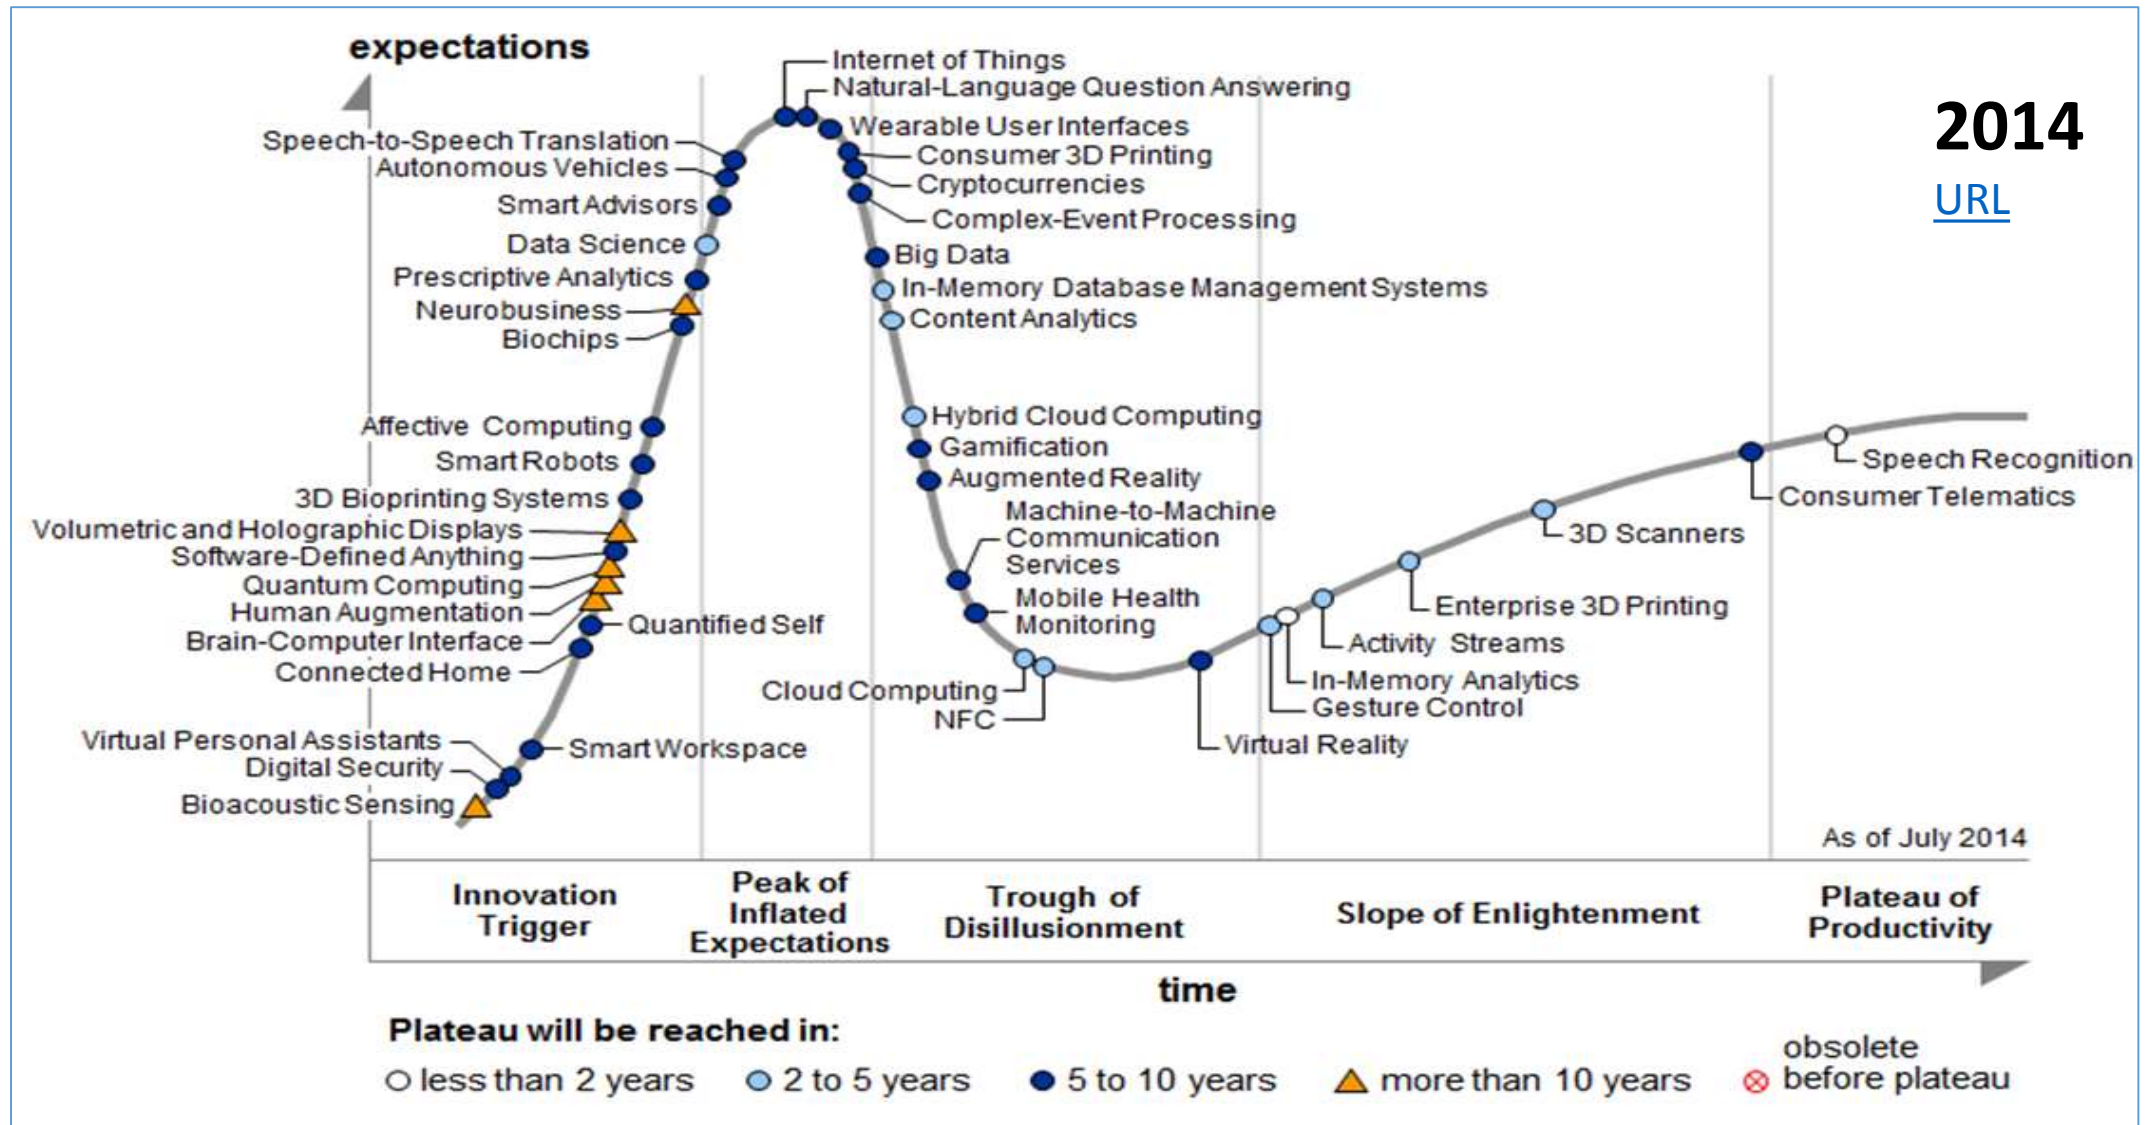 expectations
2014
URL
Internet of Things
Natural-Language Question Answering
Wearable User Interfaces
Consumer 3D Printing
Cryptocurrencies
Complex-Event Processing
Big Data
In-Memory Database Management Systems
Content Analytics
Speech-to-Speech Translation
Autonomous Vehicles
Smart Advisors
Data Science
Prescriptive Analytics
Neurobusiness
Biochips
Affective Computing
Smart Robots
3D Bioprinting Systems
Volumetric and Holographic Displays
Software-Defined Anything
Quantum Computing
Human Augmentation
Brain-Computer Interface
Connected Home
Quantified Self
Virtual Personal Assistants
Digital Security
Bioacoustic Sensing
Smart Workspace
Hybrid Cloud Computing
Gamification
Augmented Reality
Machine-to-Machine
Communication
Services
Mobile Health
Monitoring
Cloud Computing
NFC
Virtual Reality
Gesture Control
In-Memory Analytics
Activity Streams
Enterprise 3D Printing
3D Scanners
Consumer Telematics
Speech Recognition
As of July 2014
Innovation
Trigger
Peak of
Inflated
Expectations
Trough of
Disillusionment
Slope of Enlightenment
Plateau of
Productivity
time
Plateau will be reached in:
less than 2 years
2 to 5 years
5 to 10 years
more than 10 years
obsolete
before plateau